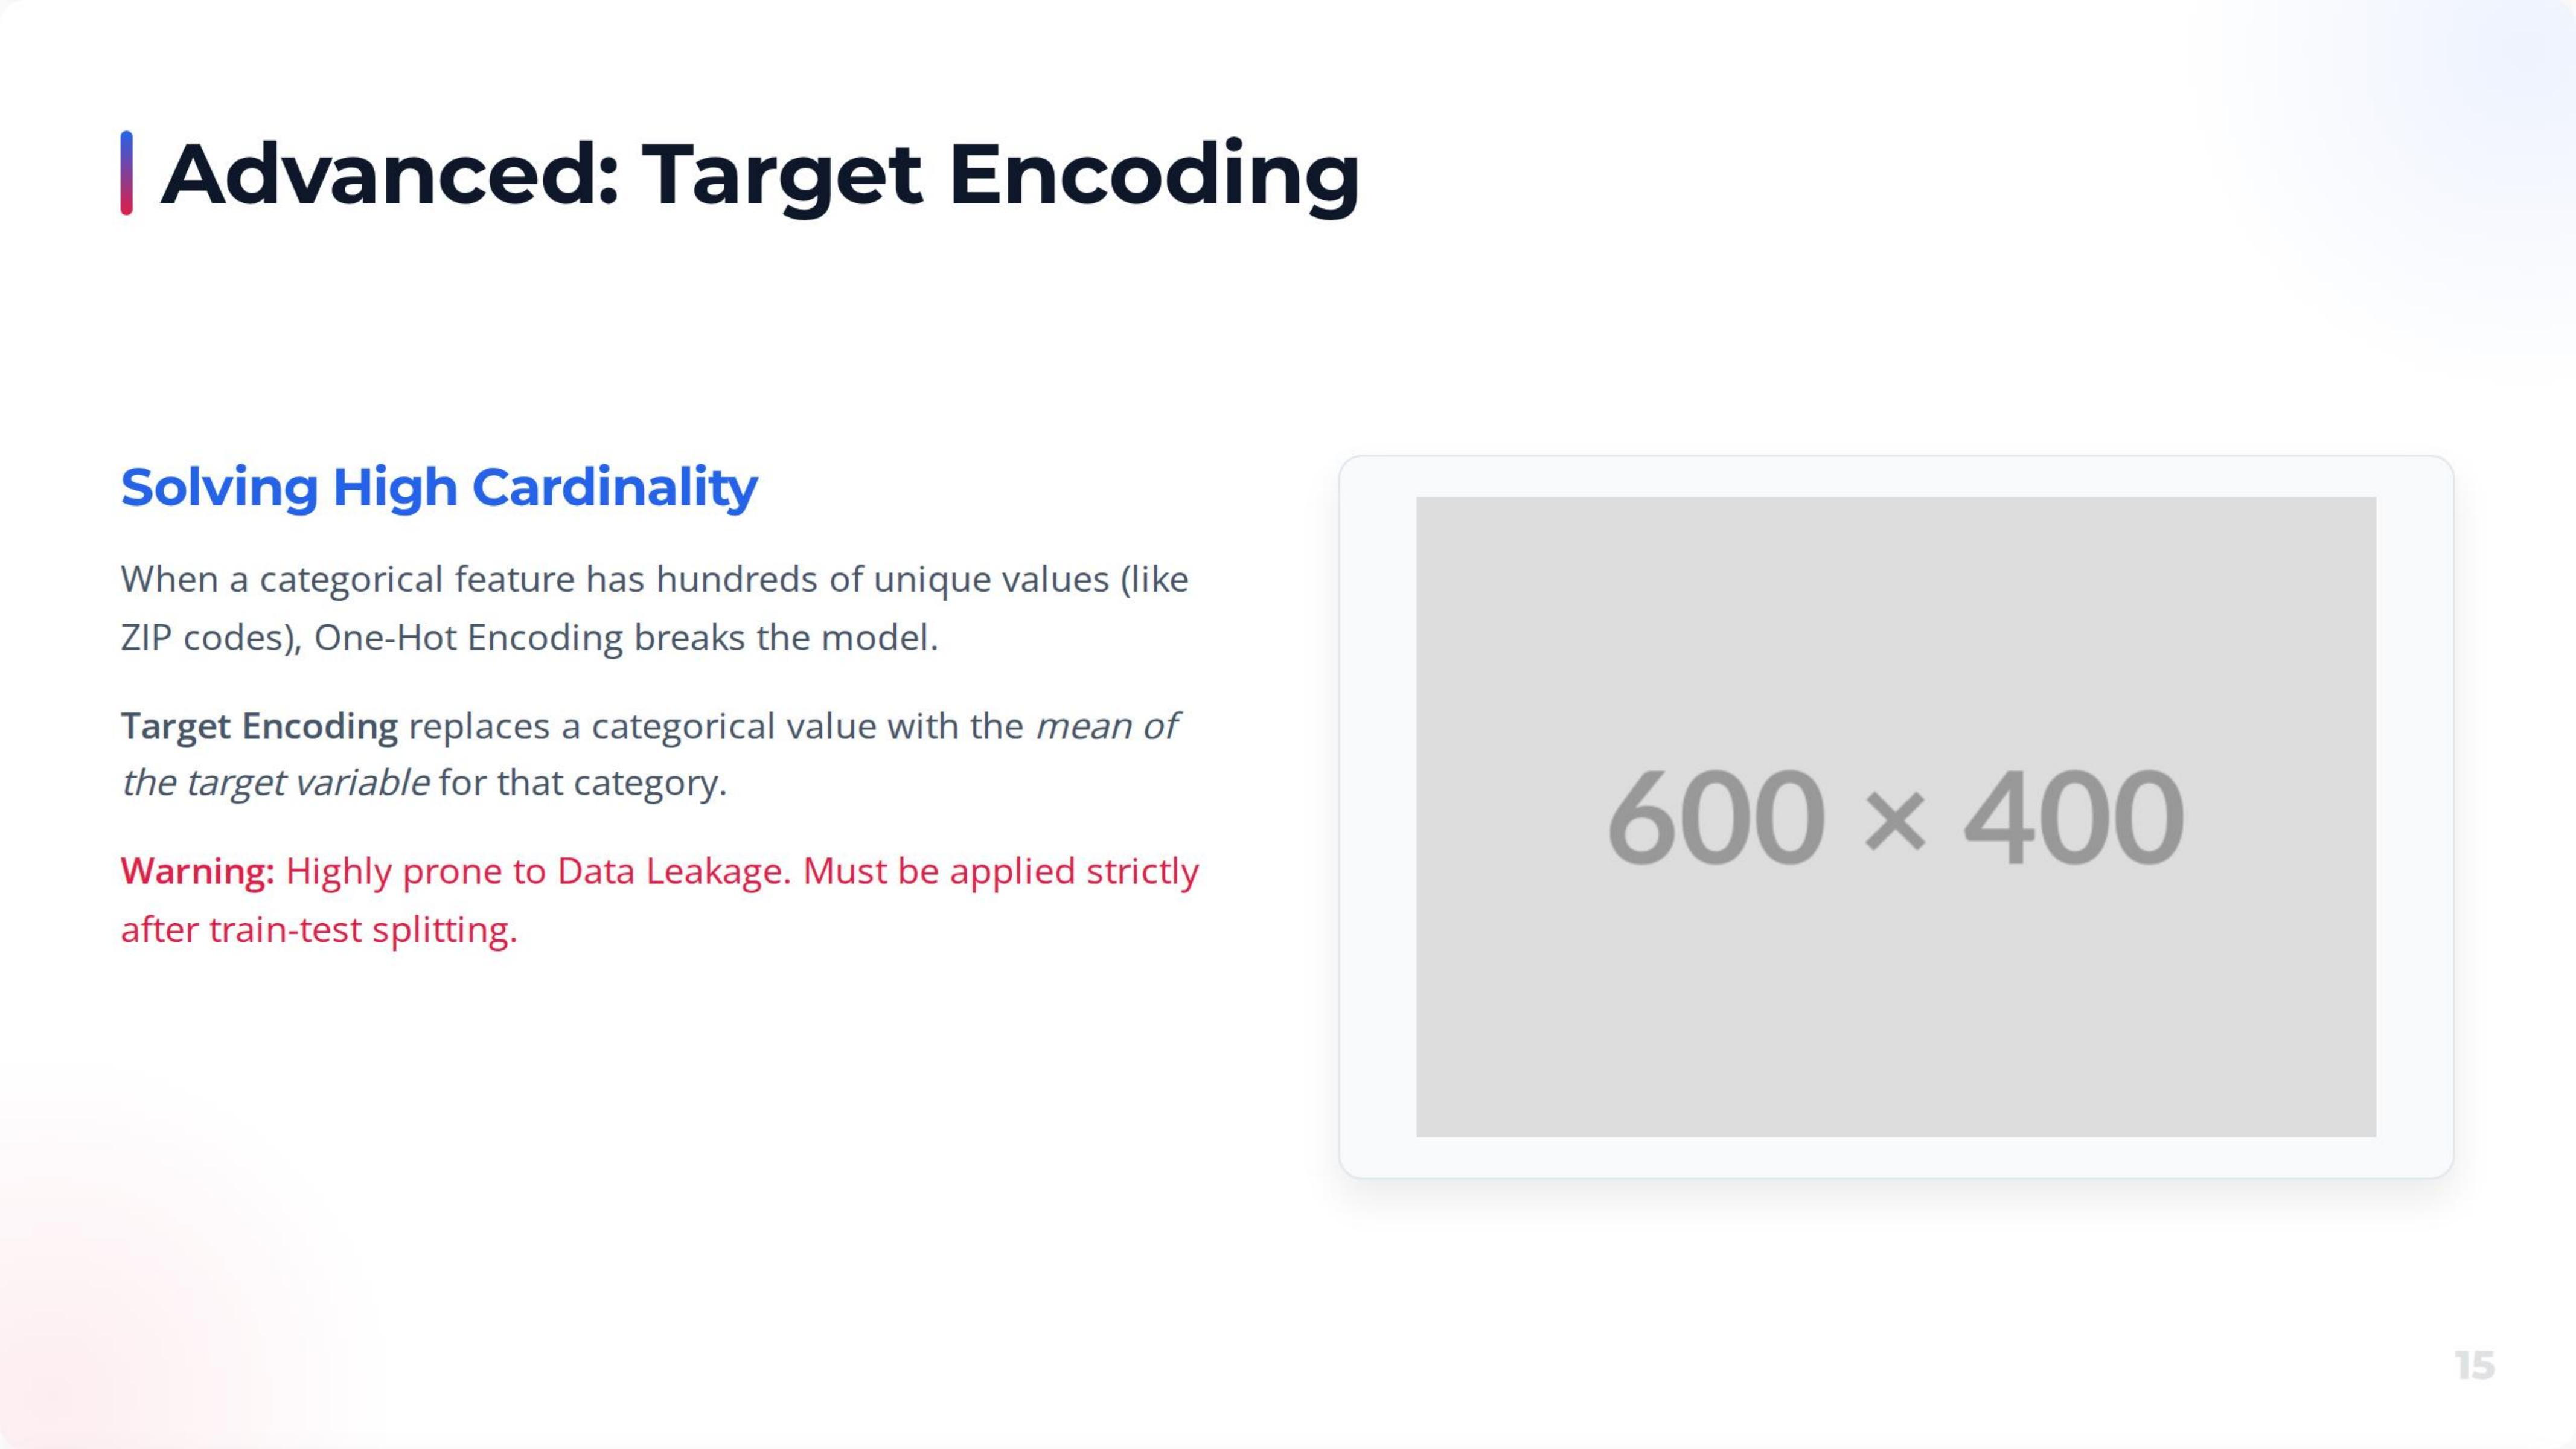 Advanced: Target Encoding
Solving High Cardinality
When a categorical feature has hundreds of unique values (like
ZIP codes), One-Hot Encoding breaks the model.
Target Encoding replaces a categorical value with the mean of
the target variable for that category.
Warning: Highly prone to Data Leakage. Must be applied strictly
after train-test splitting.
600 × 400
15